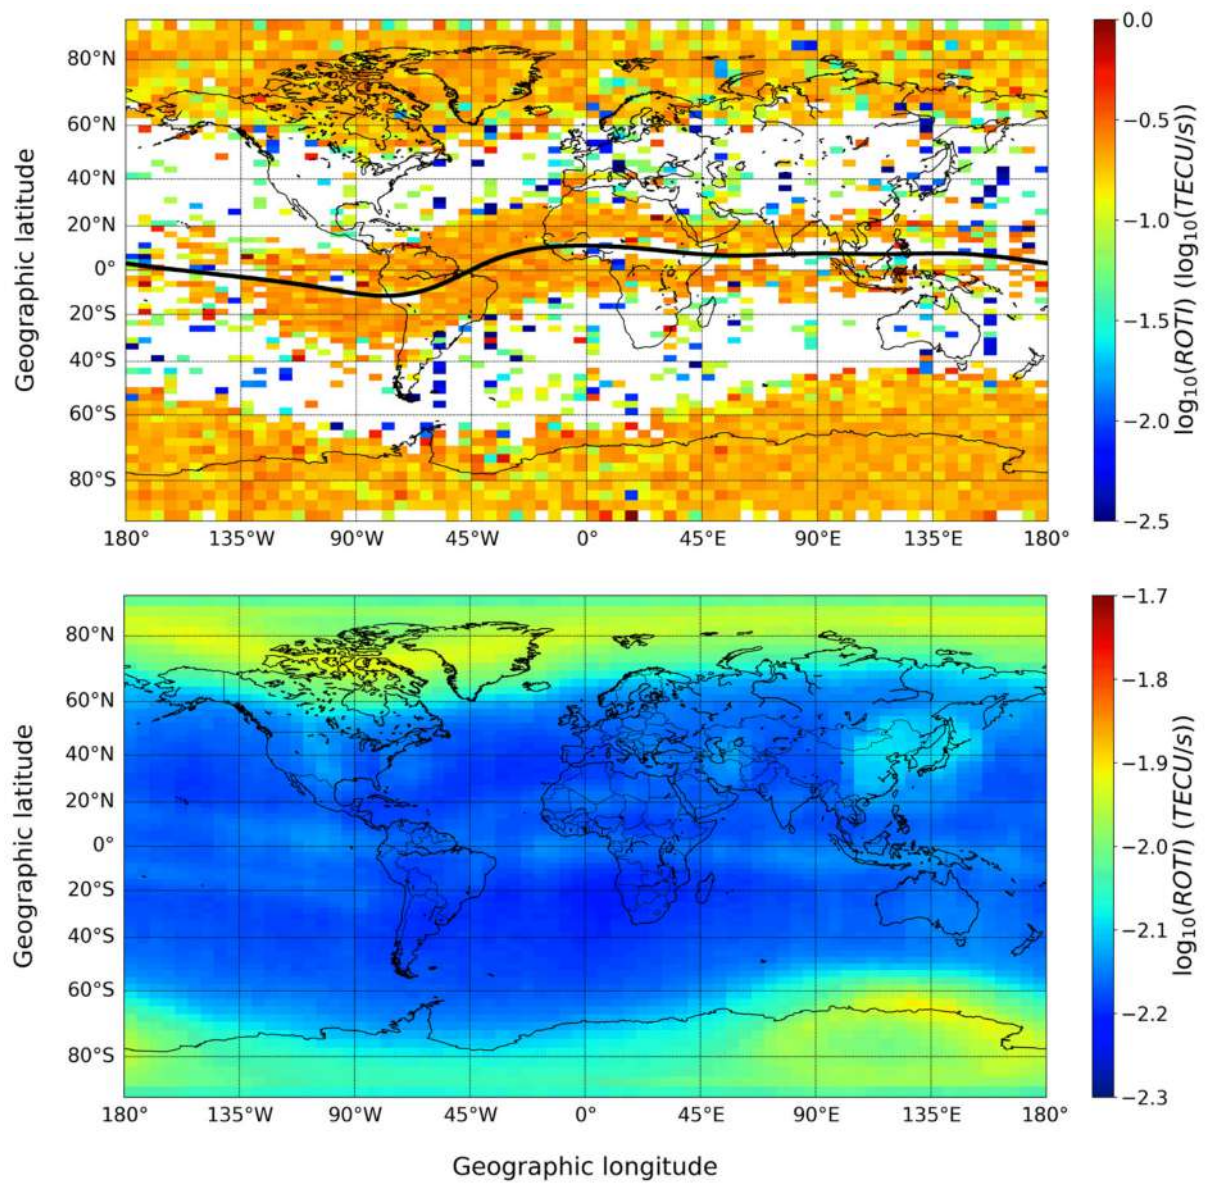 80°N
60°N
40°N
20°N
0°
20°S
40°S
60°S
80°S
Geographic latitude
180° 135°W 90°W 45°W 0° 45°E 90°E 135°E 180°
0.0
−0.5
−1.0
−1.5
−2.0
−2.5
log₁₀(ROTI) (log₁₀(TECU/s))
80°N
60°N
40°N
20°N
0°
20°S
40°S
60°S
80°S
Geographic latitude
180° 135°W 90°W 45°W 0° 45°E 90°E 135°E 180°
Geographic longitude
−1.7
−1.8
−1.9
−2.0
−2.1
−2.2
−2.3
log₁₀(ROTI) (TECU/s))